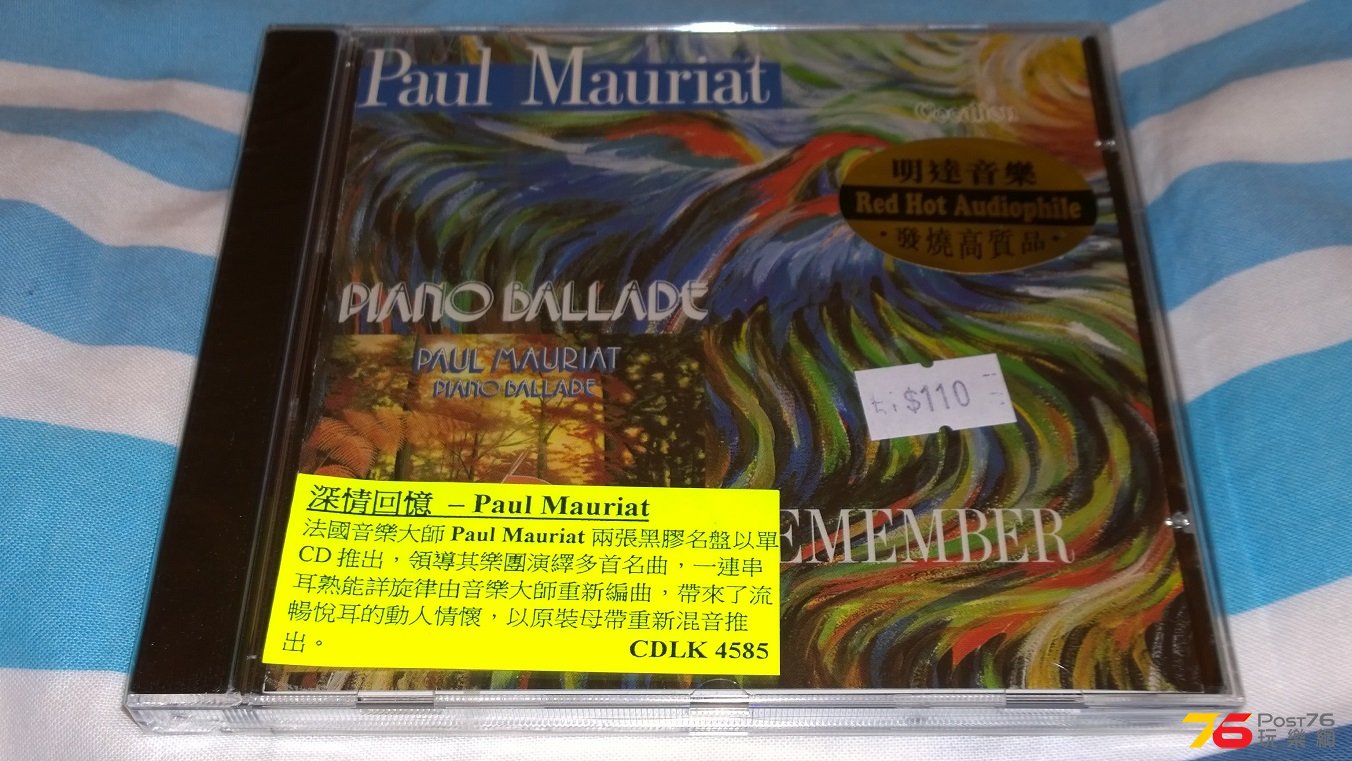 Paul Mauriat
Vocalion
明達音樂
Red Hot Audiophile
•發燒高質品•
PIANO BALLADE
PAUL MAURIAT
PIANO BALLADE
$110
EMEMBER
深情回憶 – Paul Mauriat
法國音樂大師 Paul Mauriat 兩張黑膠名盤以單
CD 推出，領導其樂團演繹多首名曲，一連串
耳熟能詳旋律由音樂大師重新編曲，帶來了流
暢悅耳的動人情懷，以原裝母帶重新混音推
出。
CDLK 4585
76 POST76
玩樂網